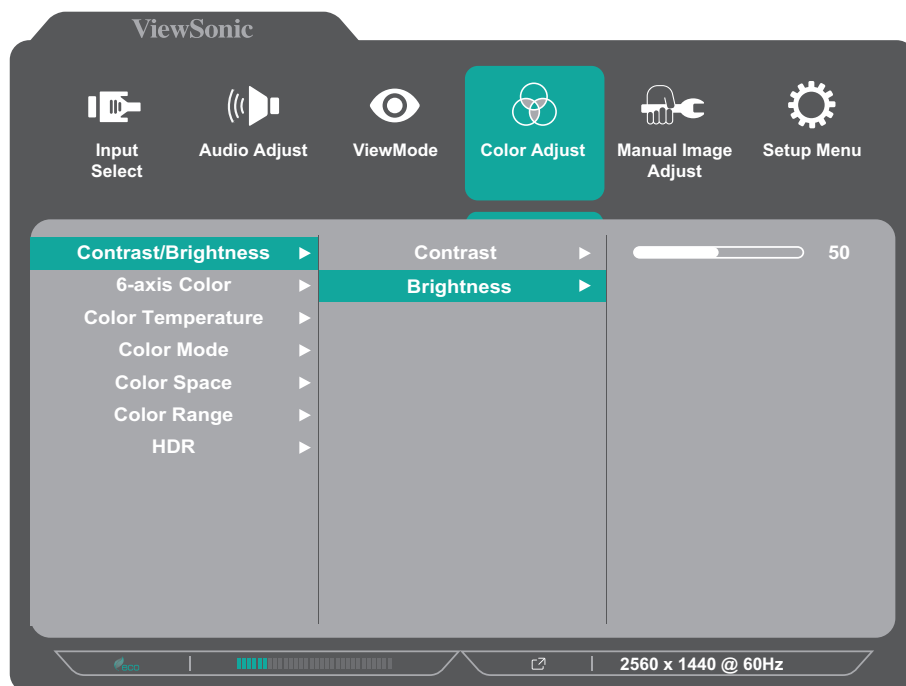 ViewSonic
Input
Select
Audio Adjust
ViewMode
Color Adjust
Manual Image
Adjust
Setup Menu
Contrast/Brightness
6-axis Color
Color Temperature
Color Mode
Color Space
Color Range
HDR
Contrast
Brightness
50
eco
2560 x 1440 @ 60Hz